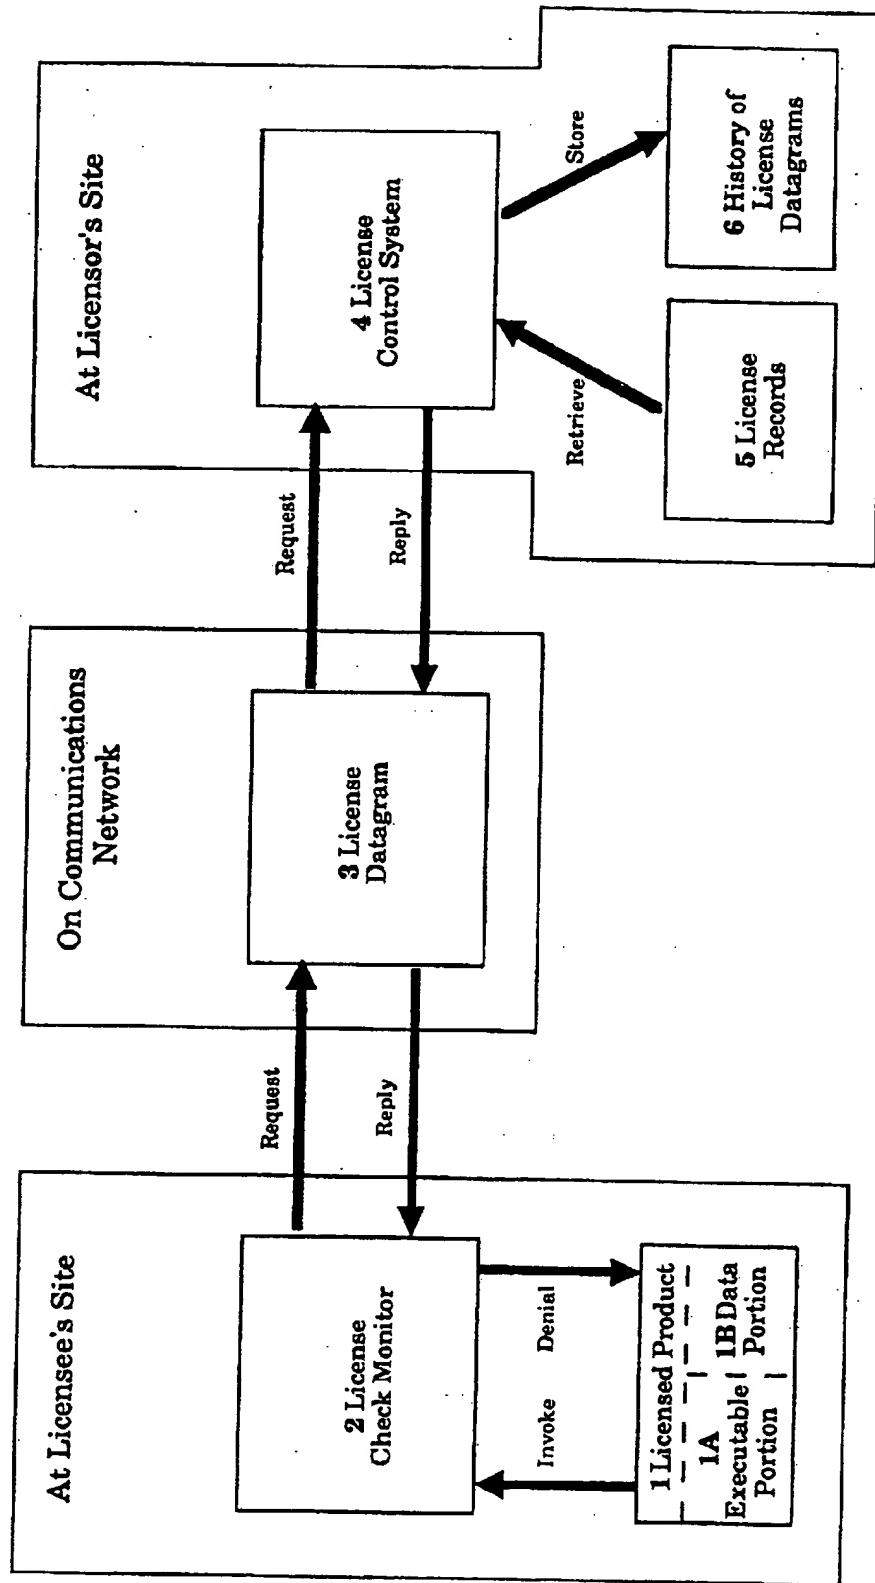 At Licensee's Site
2 License
Check Monitor
Invoke
Denial
1 Licensed Product
1A
Executable
Portion
1B Data
Portion
Request
Reply
On Communications
Network
3 License
Datagram
Request
Reply
At Licensor's Site
4 License
Control System
Retrieve
Store
5 License
Records
6 History of
License
Datagrams